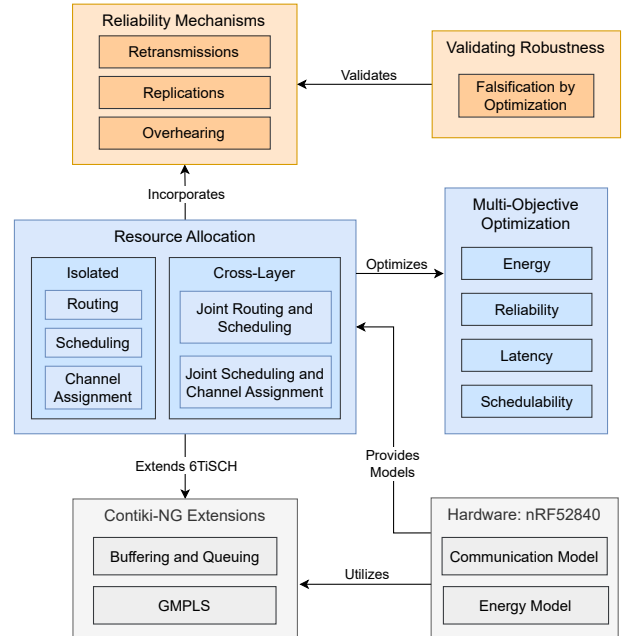 Reliability Mechanisms
Retransmissions
Replications
Overhearing
Validates
Validating Robustness
Falsification by
Optimization
Incorporates
Resource Allocation
Isolated
Routing
Scheduling
Channel
Assignment
Cross-Layer
Joint Routing and
Scheduling
Joint Scheduling and
Channel Assignment
Optimizes
Multi-Objective
Optimization
Energy
Reliability
Latency
Schedulability
Extends 6TiSCH
Provides
Models
Contiki-NG Extensions
Buffering and Queuing
GMPLS
Utilizes
Hardware: nRF52840
Communication Model
Energy Model